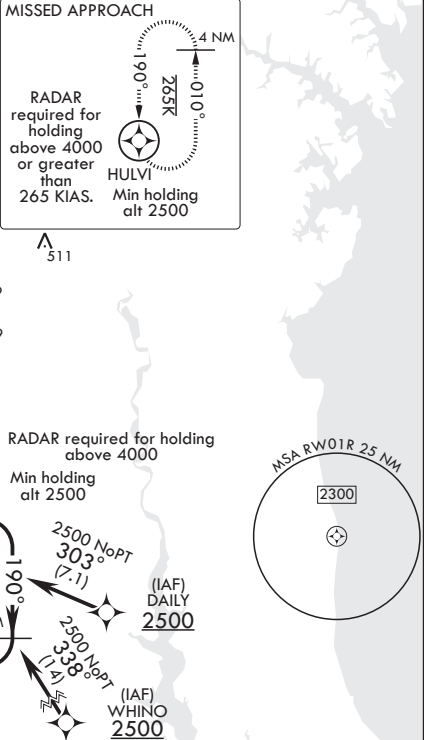 MISSED APPROACH
4 NM
190°
265K
010°
RADAR
required for
holding
above 4000
or greater
than
265 KIAS.
HULVI
Min holding
alt 2500
511
RADAR required for holding
above 4000
Min holding
alt 2500
MSA RW01R 25 NM
2300
2500 NoPT
303°
(7.1)
190°
(IAF)
DAILY
2500
2500 NoPT
338°
(14)
(IAF)
WHINO
2500